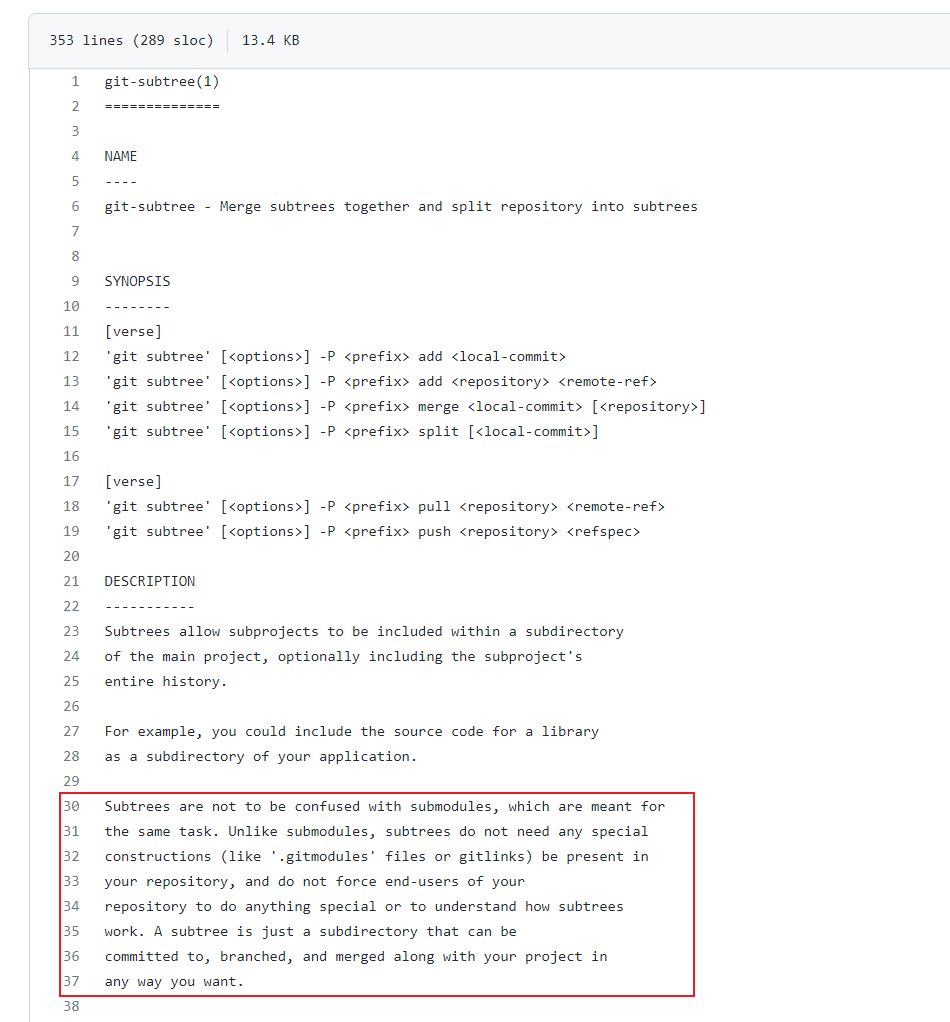 353 lines (289 sloc) 13.4 KB
1 git-subtree(1)
2 ==============
3
4 NAME
5 ----
6 git-subtree - Merge subtrees together and split repository into subtrees
7
8
9 SYNOPSIS
10 --------
11 [verse]
12 'git subtree' [<options>] -P <prefix> add <local-commit>
13 'git subtree' [<options>] -P <prefix> add <repository> <remote-ref>
14 'git subtree' [<options>] -P <prefix> merge <local-commit> [<repository>]
15 'git subtree' [<options>] -P <prefix> split [<local-commit>]
16
17 [verse]
18 'git subtree' [<options>] -P <prefix> pull <repository> <remote-ref>
19 'git subtree' [<options>] -P <prefix> push <repository> <refspec>
20
21 DESCRIPTION
22 -----------
23 Subtrees allow subprojects to be included within a subdirectory
24 of the main project, optionally including the subproject's
25 entire history.
26
27 For example, you could include the source code for a library
28 as a subdirectory of your application.
29
30 Subtrees are not to be confused with submodules, which are meant for
31 the same task. Unlike submodules, subtrees do not need any special
32 constructions (like '.gitmodules' files or gitlinks) be present in
33 your repository, and do not force end-users of your
34 repository to do anything special or to understand how subtrees
35 work. A subtree is just a subdirectory that can be
36 committed to, branched, and merged along with your project in
37 any way you want.
38